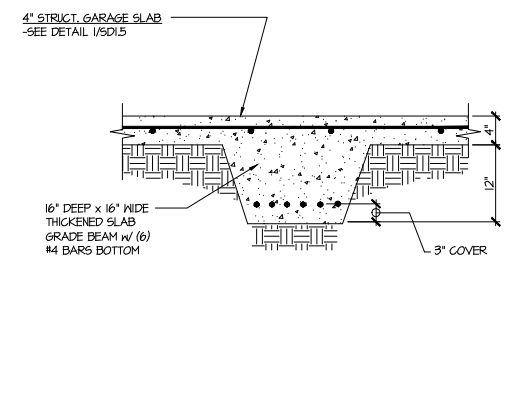 4" STRUCT. GARAGE SLAB
-SEE DETAIL 1/SD1.5
4"
12"
16" DEEP x 16" WIDE
THICKENED SLAB
GRADE BEAM w/ (6)
#4 BARS BOTTOM
3" COVER